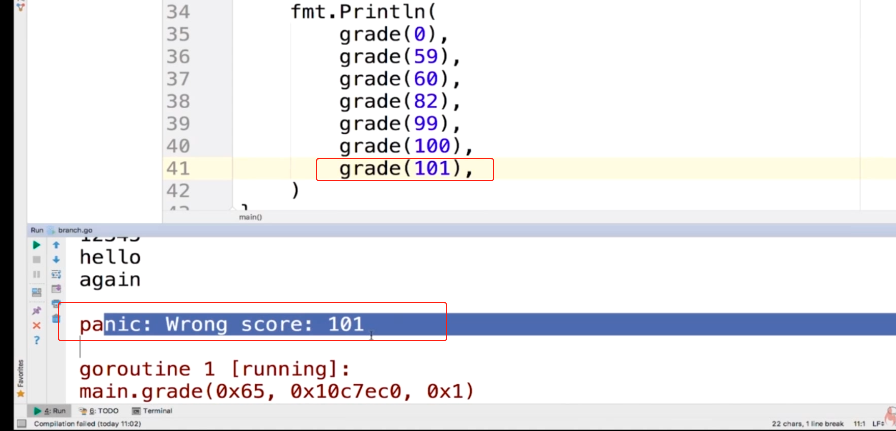 34 fmt.Println(
35 grade(0),
36 grade(59),
37 grade(60),
38 grade(82),
39 grade(99),
40 grade(100),
41 grade(101),
42 )
43 }
main()
Run branch.go
12345
hello
again
panic: Wrong score: 101
goroutine 1 [running]:
main.grade(0x65, 0x10c7ec0, 0x1)
Favorites
4: Run 6: TODO Terminal
Compilation failed (today 11:02) 22 chars, 1 line break 11:1 LF÷